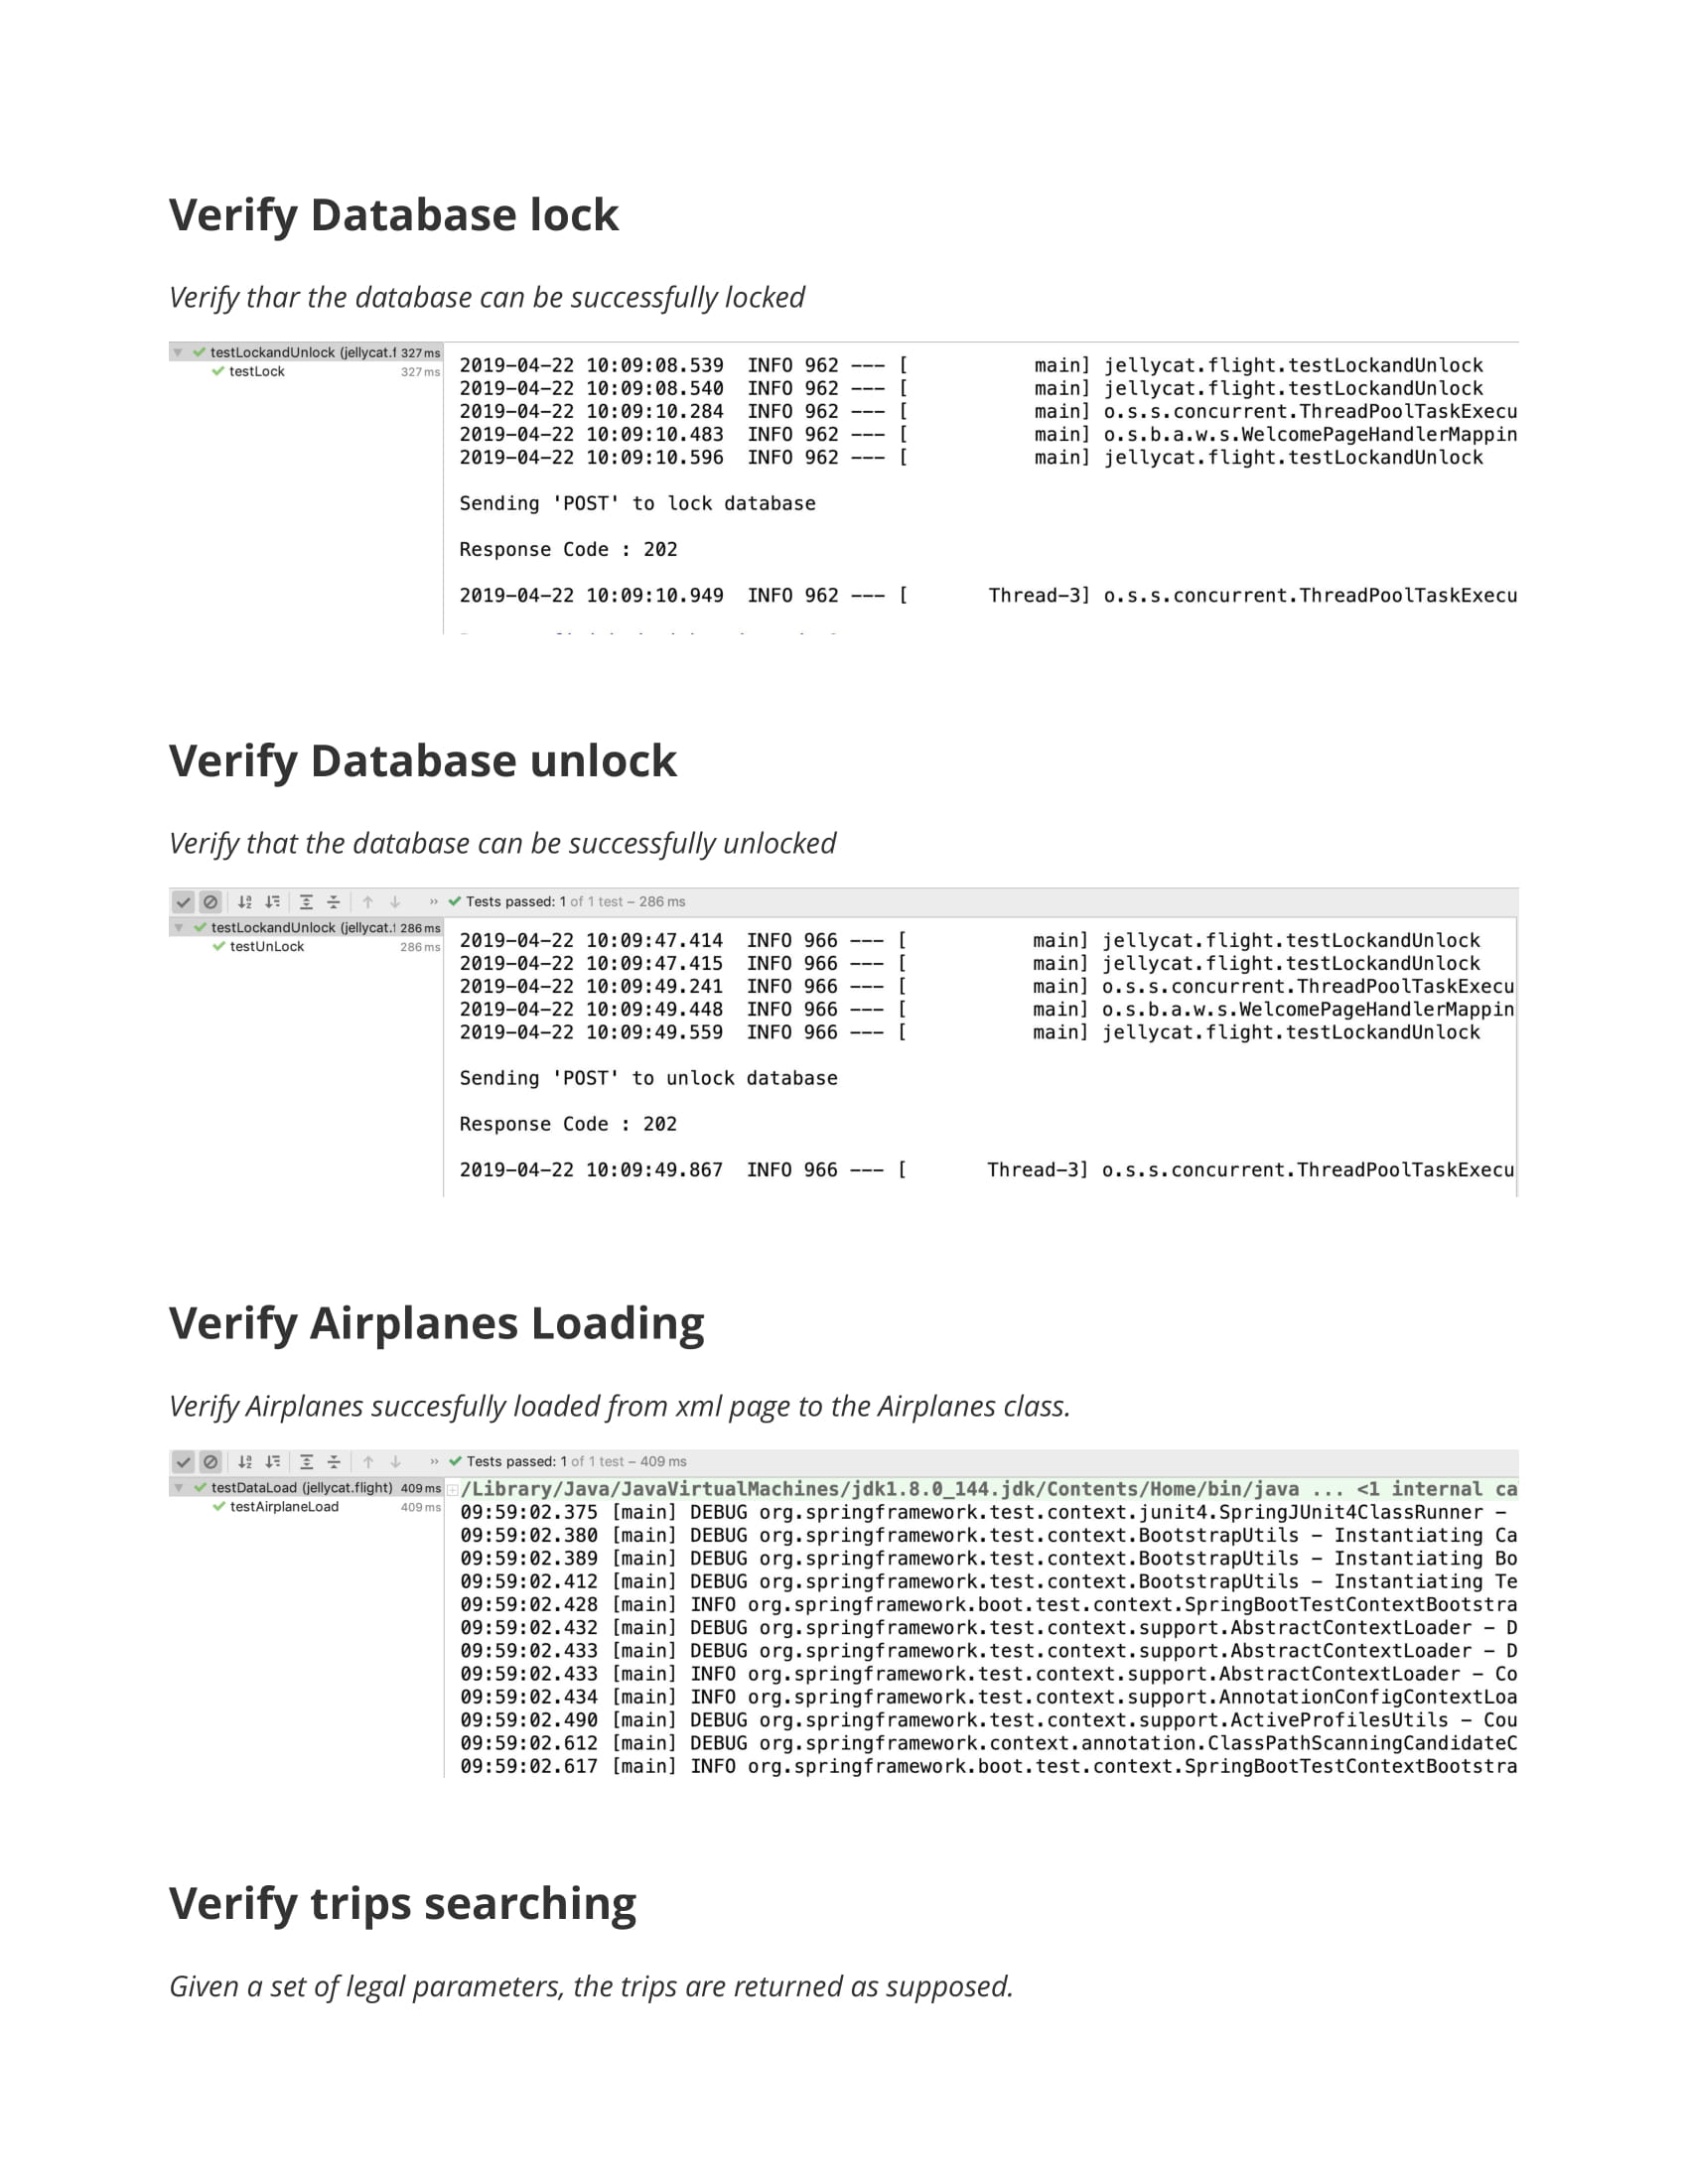 Verify Database lock
Verify thar the database can be successfully locked
testLockandUnlock (jellycat.f 327 ms
testLock 327 ms
2019-04-22 10:09:08.539  INFO 962 --- [           main] jellycat.flight.testLockandUnlock
2019-04-22 10:09:08.540  INFO 962 --- [           main] jellycat.flight.testLockandUnlock
2019-04-22 10:09:10.284  INFO 962 --- [           main] o.s.s.concurrent.ThreadPoolTaskExecu
2019-04-22 10:09:10.483  INFO 962 --- [           main] o.s.b.a.w.s.WelcomePageHandlerMappin
2019-04-22 10:09:10.596  INFO 962 --- [           main] jellycat.flight.testLockandUnlock
Sending 'POST' to lock database
Response Code : 202
2019-04-22 10:09:10.949  INFO 962 --- [       Thread-3] o.s.s.concurrent.ThreadPoolTaskExecu
Verify Database unlock
Verify that the database can be successfully unlocked
Tests passed: 1 of 1 test – 286 ms
testLockandUnlock (jellycat.f 286 ms
testUnLock 286 ms
2019-04-22 10:09:47.414  INFO 966 --- [           main] jellycat.flight.testLockandUnlock
2019-04-22 10:09:47.415  INFO 966 --- [           main] jellycat.flight.testLockandUnlock
2019-04-22 10:09:49.241  INFO 966 --- [           main] o.s.s.concurrent.ThreadPoolTaskExecu
2019-04-22 10:09:49.448  INFO 966 --- [           main] o.s.b.a.w.s.WelcomePageHandlerMappin
2019-04-22 10:09:49.559  INFO 966 --- [           main] jellycat.flight.testLockandUnlock
Sending 'POST' to unlock database
Response Code : 202
2019-04-22 10:09:49.867  INFO 966 --- [       Thread-3] o.s.s.concurrent.ThreadPoolTaskExecu
Verify Airplanes Loading
Verify Airplanes succesfully loaded from xml page to the Airplanes class.
Tests passed: 1 of 1 test – 409 ms
testDataLoad (jellycat.flight) 409 ms
testAirplaneLoad 409 ms
/Library/Java/JavaVirtualMachines/jdk1.8.0_144.jdk/Contents/Home/bin/java ... <1 internal ca
09:59:02.375 [main] DEBUG org.springframework.test.context.junit4.SpringJUnit4ClassRunner -
09:59:02.380 [main] DEBUG org.springframework.test.context.BootstrapUtils - Instantiating Ca
09:59:02.389 [main] DEBUG org.springframework.test.context.BootstrapUtils - Instantiating Bo
09:59:02.412 [main] DEBUG org.springframework.test.context.BootstrapUtils - Instantiating Te
09:59:02.428 [main] INFO org.springframework.boot.test.context.SpringBootTestContextBootstra
09:59:02.432 [main] DEBUG org.springframework.test.context.support.AbstractContextLoader - D
09:59:02.433 [main] DEBUG org.springframework.test.context.support.AbstractContextLoader - D
09:59:02.433 [main] INFO org.springframework.test.context.support.AbstractContextLoader - Co
09:59:02.434 [main] INFO org.springframework.test.context.support.AnnotationConfigContextLoa
09:59:02.490 [main] DEBUG org.springframework.test.context.support.ActiveProfilesUtils - Cou
09:59:02.612 [main] DEBUG org.springframework.context.annotation.ClassPathScanningCandidateC
09:59:02.617 [main] INFO org.springframework.boot.test.context.SpringBootTestContextBootstra
Verify trips searching
Given a set of legal parameters, the trips are returned as supposed.